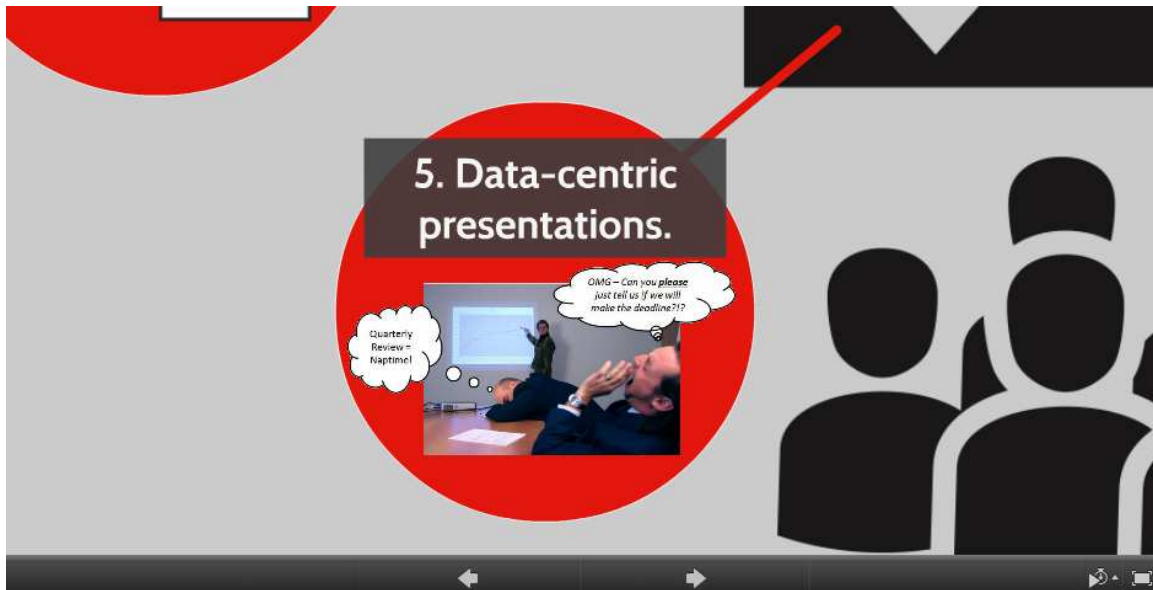 5. Data-centric
presentations.
OMG – Can you please
just tell us if we will
make the deadline?!?
Quarterly
Review =
Naptime!